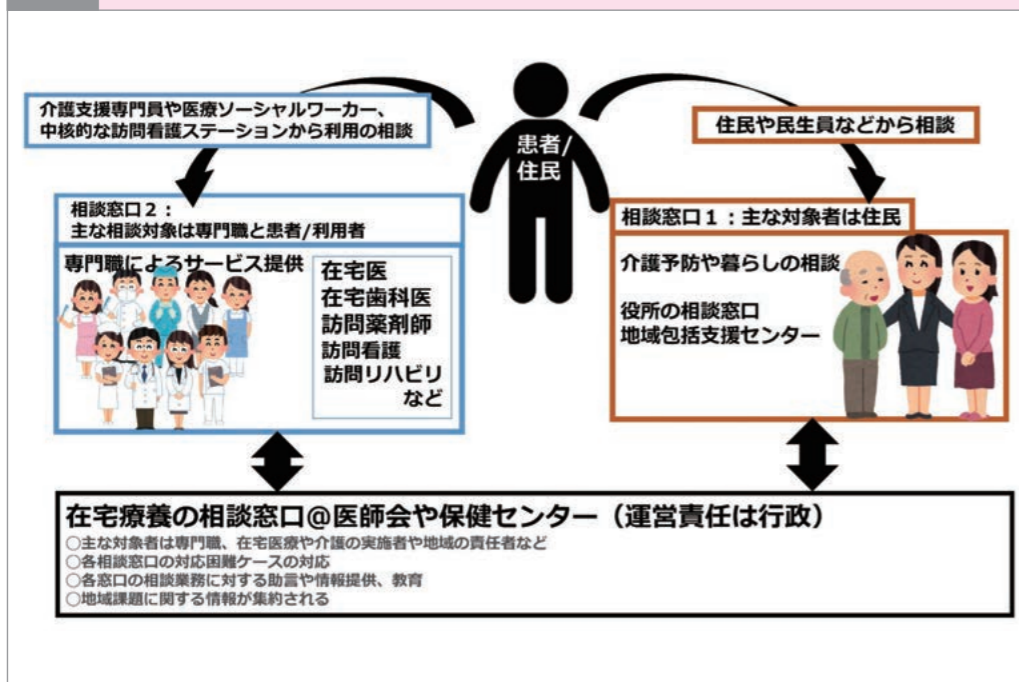 患者/
住民
介護支援専門員や医療ソーシャルワーカー、
中核的な訪問看護ステーションから利用の相談
住民や民生員などから相談
相談窓口２：
主な相談対象は専門職と患者/利用者
専門職によるサービス提供
在宅医
在宅歯科医
訪問薬剤師
訪問看護
訪問リハビリ
など
相談窓口１：主な対象者は住民
介護予防や暮らしの相談
役所の相談窓口
地域包括支援センター
在宅療養の相談窓口@医師会や保健センター（運営責任は行政）
○主な対象者は専門職、在宅医療や介護の実施者や地域の責任者など
○各相談窓口の対応困難ケースの対応
○各窓口の相談業務に対する助言や情報提供、教育
○地域課題に関する情報が集約される